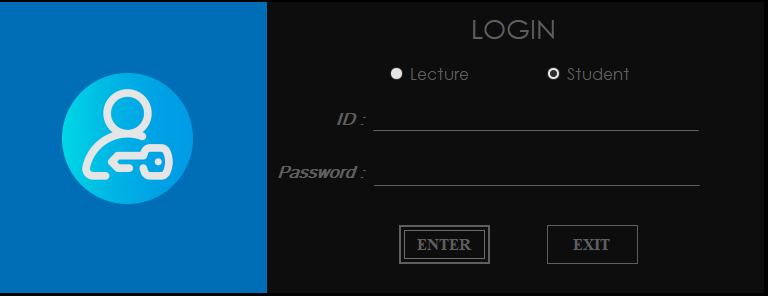 LOGIN
Lecture Student
ID :
Password :
ENTER EXIT